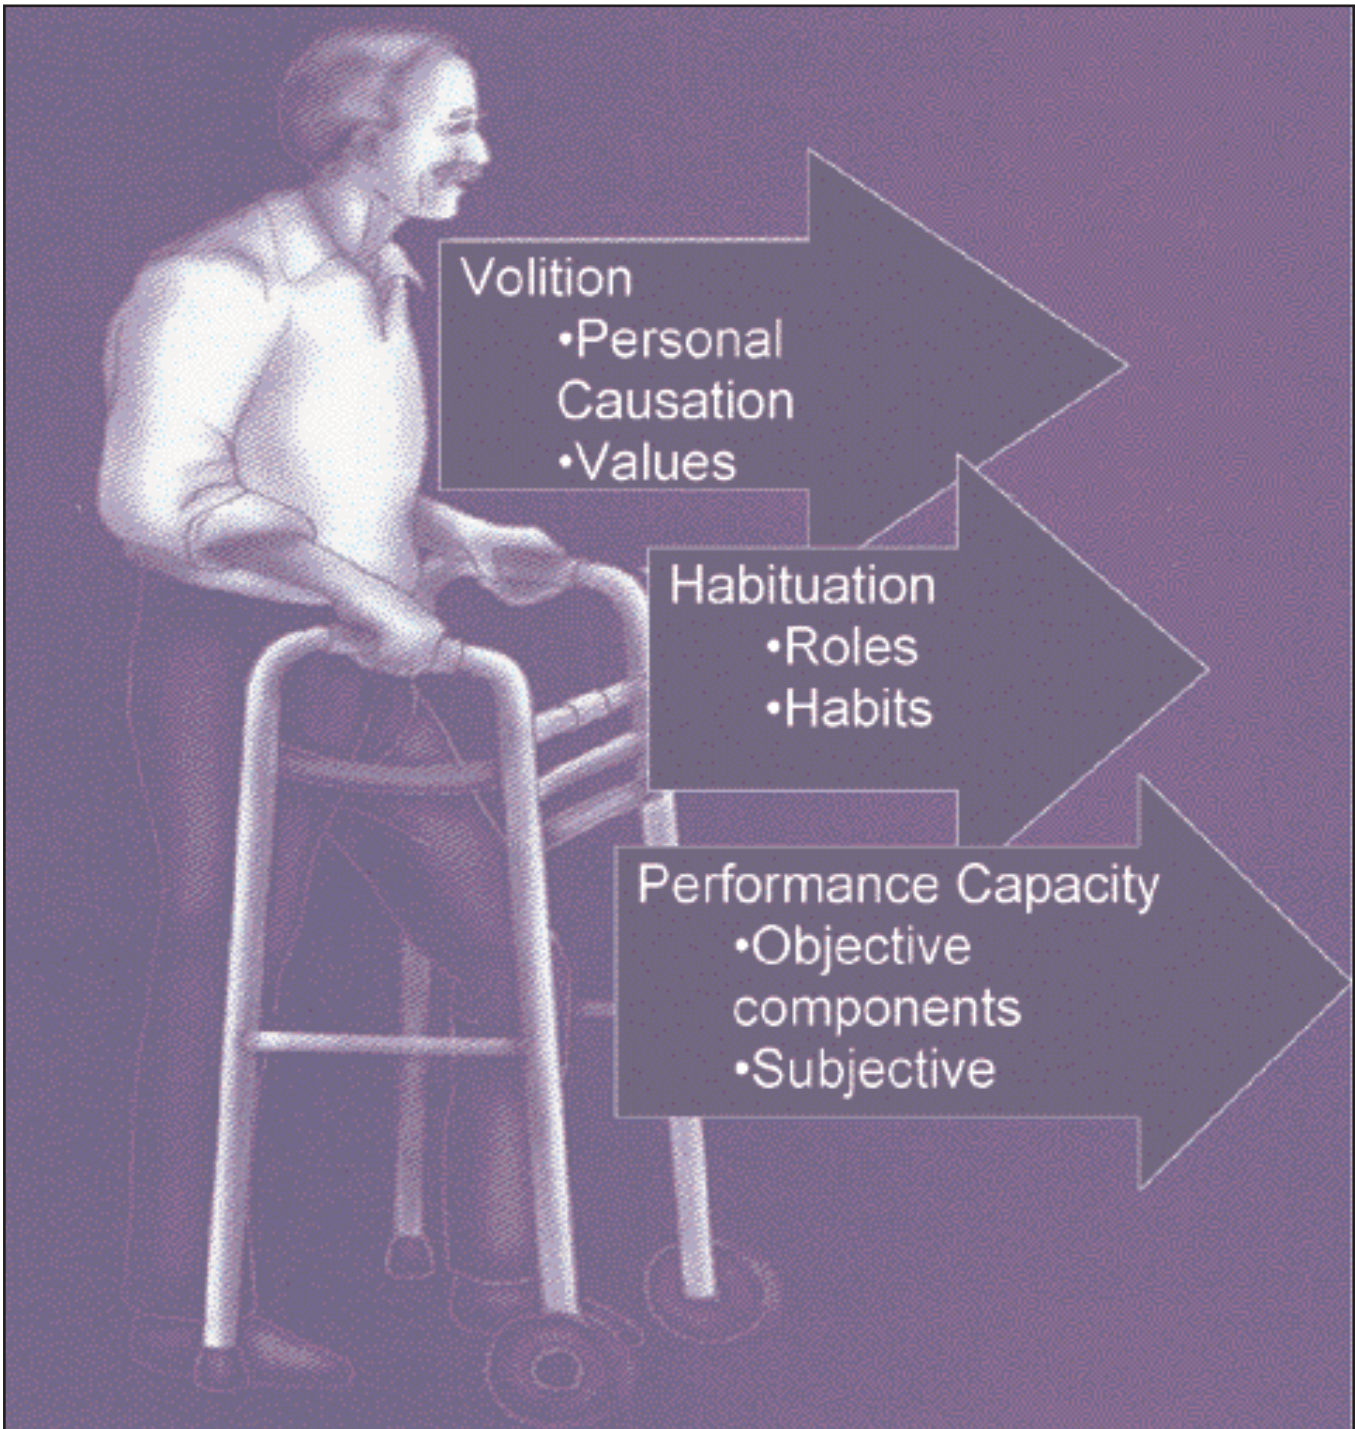 Volition
•Personal
Causation
•Values
Habituation
•Roles
•Habits
Performance Capacity
•Objective
components
•Subjective